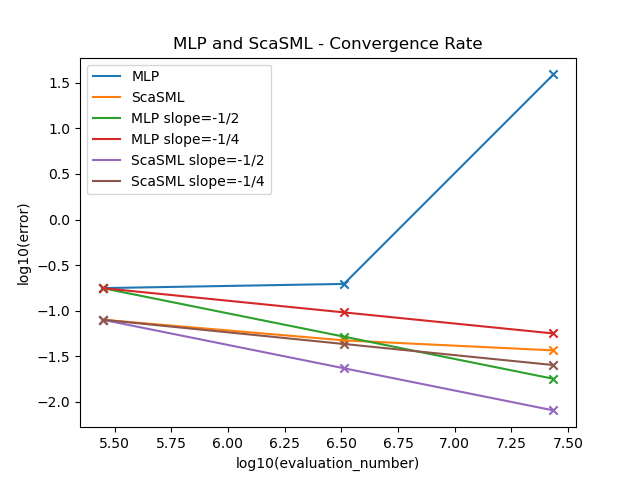 MLP and ScaSML - Convergence Rate
MLP
ScaSML
MLP slope=-1/2
MLP slope=-1/4
ScaSML slope=-1/2
ScaSML slope=-1/4
log10(error)
1.5
1.0
0.5
0.0
−0.5
−1.0
−1.5
−2.0
5.50
5.75
6.00
6.25
6.50
6.75
7.00
7.25
7.50
log10(evaluation_number)